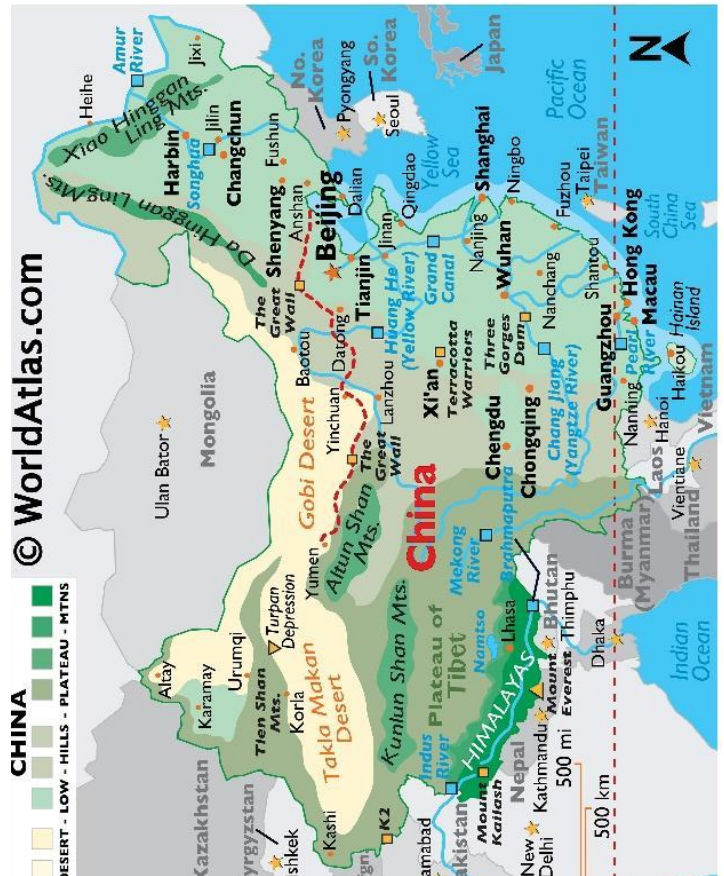 © WorldAtlas.com
CHINA
DESERT - LOW - HILLS - PLATEAU - MTNS
Amur
River
Heihe
Jixi
Xiao Hinggan
Ling Mts.
Da Hinggan Ling Mts.
Harbin
Songhua
Jilin
Changchun
Fushun
Shenyang
Anshan
No.
Korea
Pyongyang
So.
Korea
Seoul
Japan
N
Mongolia
Ulan Bator
Gobi Desert
The
Great
Wall
Baotou
Datong
Beijing
Tianjin
Dalian
Yellow
Sea
Jinan
Qingdao
Huang He
(Yellow River)
Grand
Canal
Yinchuan
The
Great
Wall
Lanzhou
Yumen
Altun Shan
Mts.
Xi'an
Terracotta
Warriors
Nanjing
Shanghai
Ningbo
Pacific
Ocean
Wuhan
Three
Gorges
Dam
Nanchang
Fuzhou
Taipei
Taiwan
Shantou
South
China
Sea
Chengdu
Chongqing
Chang Jiang
(Yangtze River)
China
Mekong
River
Brahmaputra
Guangzhou
Hong Kong
Macau
Pearl
River
Nanning
Haikou
Hainan
Island
Hanoi
Vietnam
Laos
Vientiane
Thailand
Burma
(Myanmar)
Altay
Karamay
Urumqi
Turpan
Depression
Tien Shan
Mts.
Korla
Takla Makan
Desert
Kashi
Kazakhstan
yrgyzstan
shkek
K2
Kunlun Shan Mts.
Plateau of
Tibet
Namtso
Lhasa
Indus
River
HIMALAYAS
Mount
Kailash
Nepal
Kathmandu
Mount
Everest
Bhutan
Thimphu
Dhaka
Indian
Ocean
amabad
akistan
New
Delhi
500 mi
500 km